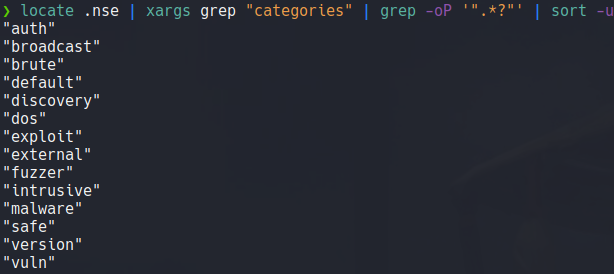 ❯ locate .nse | xargs grep "categories" | grep -oP '".*?"' | sort -u
"auth"
"broadcast"
"brute"
"default"
"discovery"
"dos"
"exploit"
"external"
"fuzzer"
"intrusive"
"malware"
"safe"
"version"
"vuln"